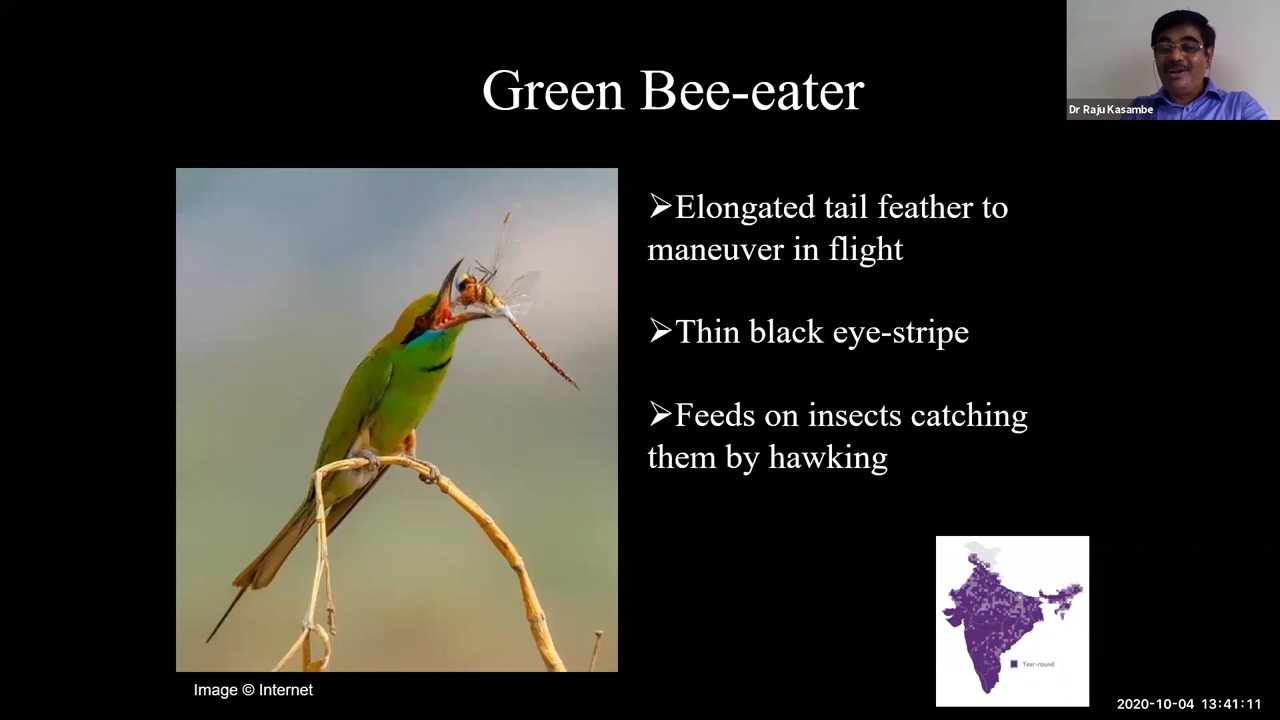 Green Bee-eater
Dr Raju Kasambe
➢Elongated tail feather to
maneuver in flight
➢Thin black eye-stripe
➢Feeds on insects catching
them by hawking
Year-round
Image © Internet
2020-10-04 13:41:11